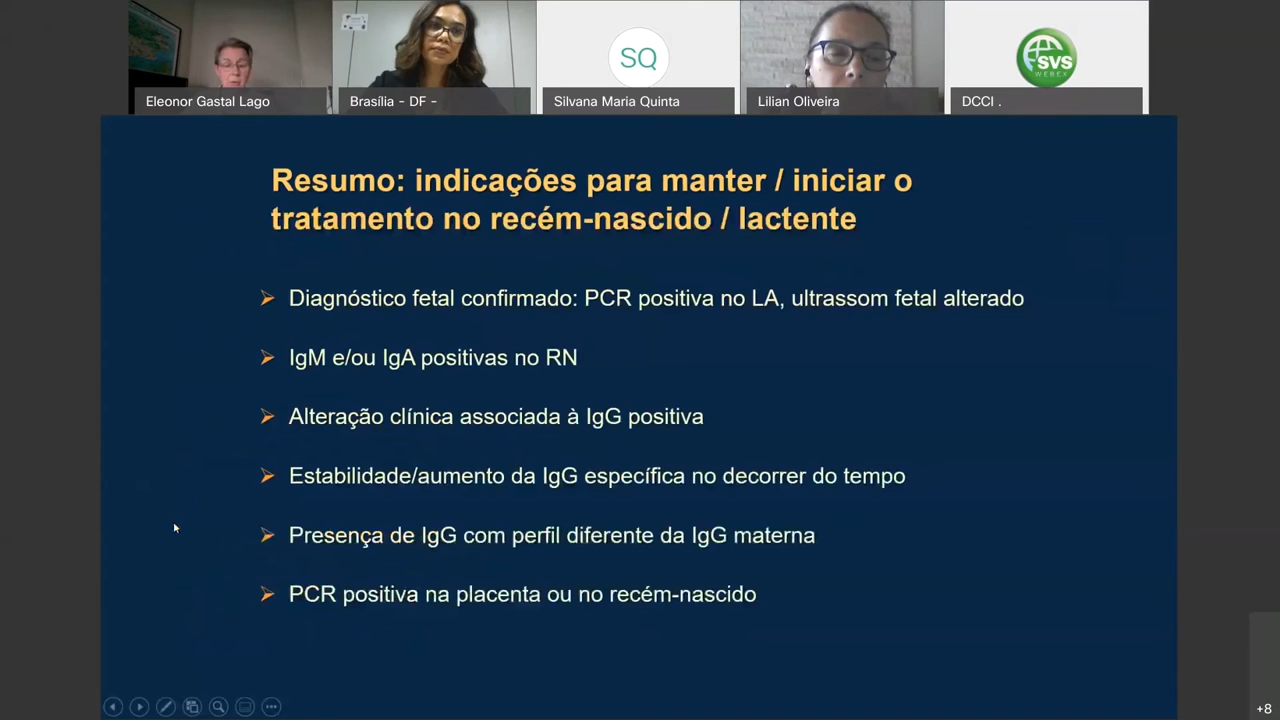 SQ
SVS
WEBEX
Eleonor Gastal Lago
Brasília - DF -
Silvana Maria Quinta
Lilian Oliveira
DCCI .
Resumo: indicações para manter / iniciar o
tratamento no recém-nascido / lactente
Diagnóstico fetal confirmado: PCR positiva no LA, ultrassom fetal alterado
IgM e/ou IgA positivas no RN
Alteração clínica associada à IgG positiva
Estabilidade/aumento da IgG específica no decorrer do tempo
Presença de IgG com perfil diferente da IgG materna
PCR positiva na placenta ou no recém-nascido
+8